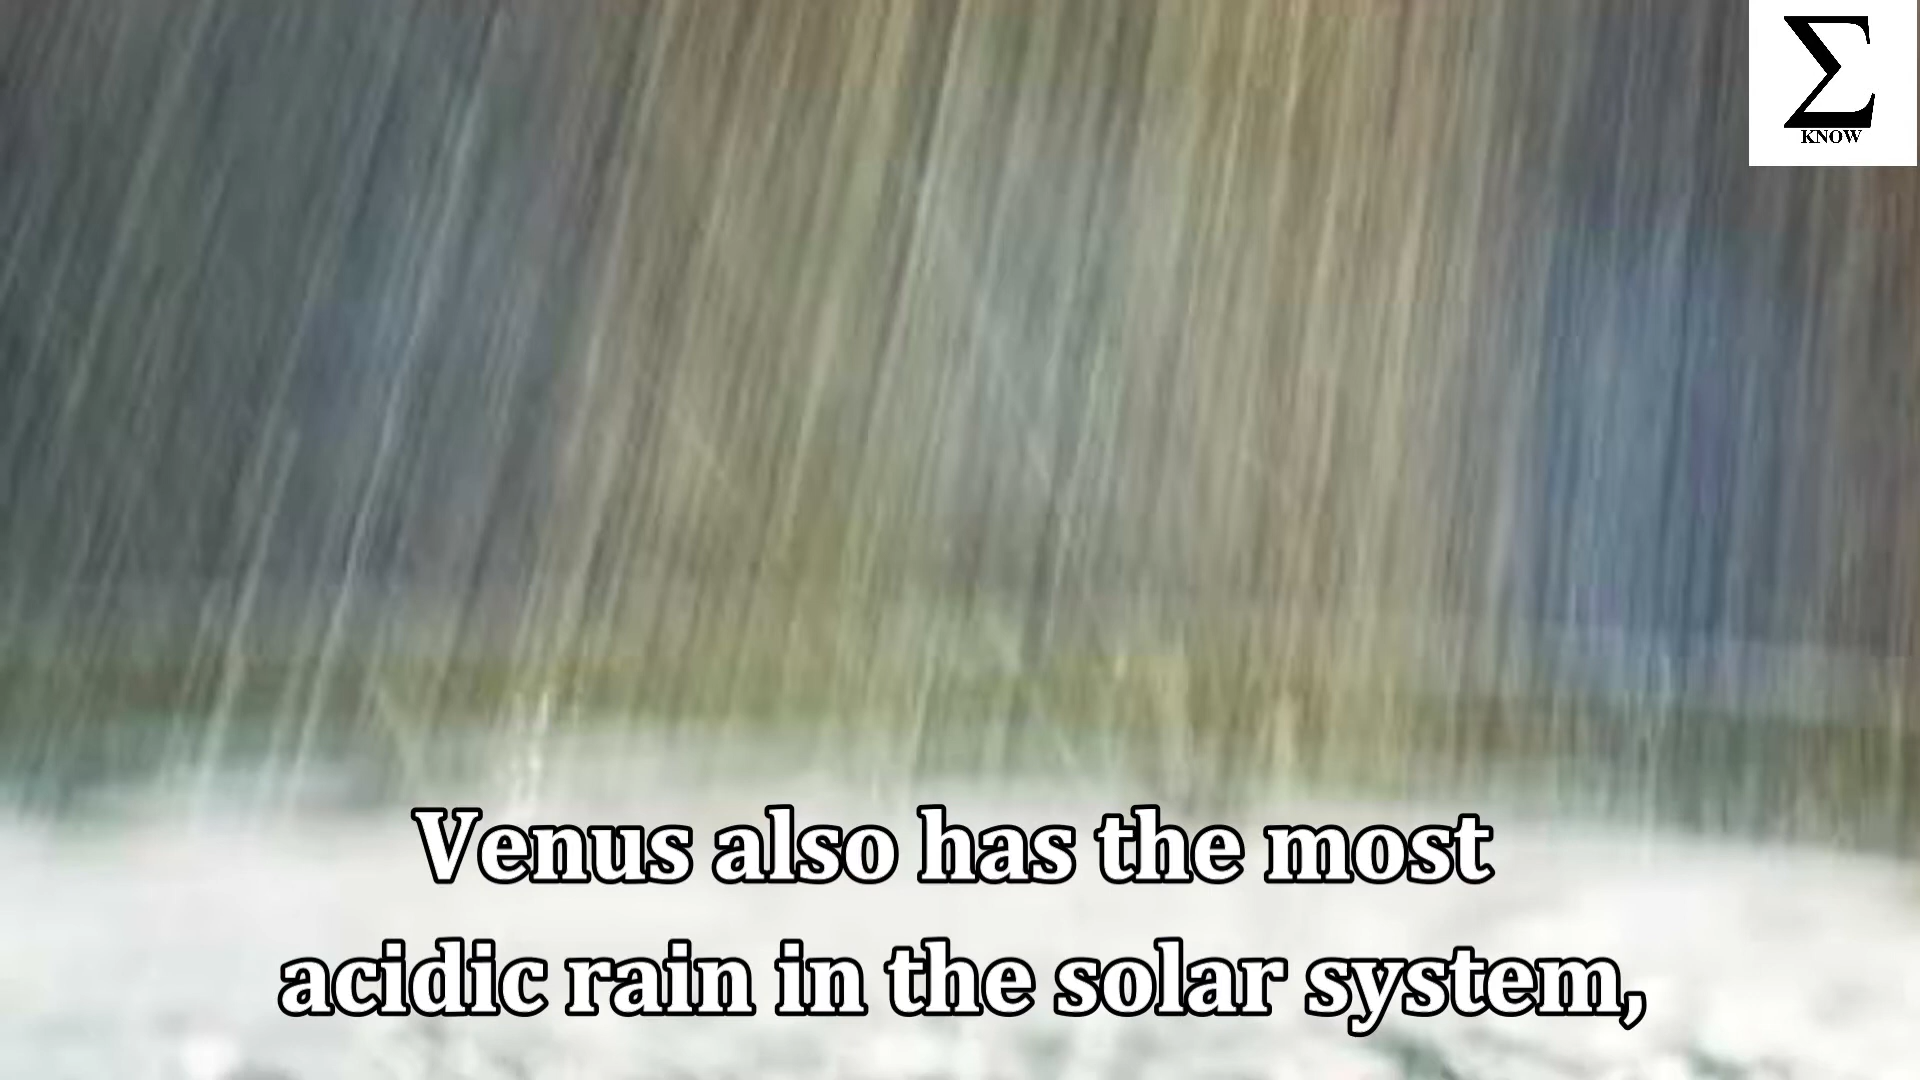 Σ
KNOW
Venus also has the most
acidic rain in the solar system,